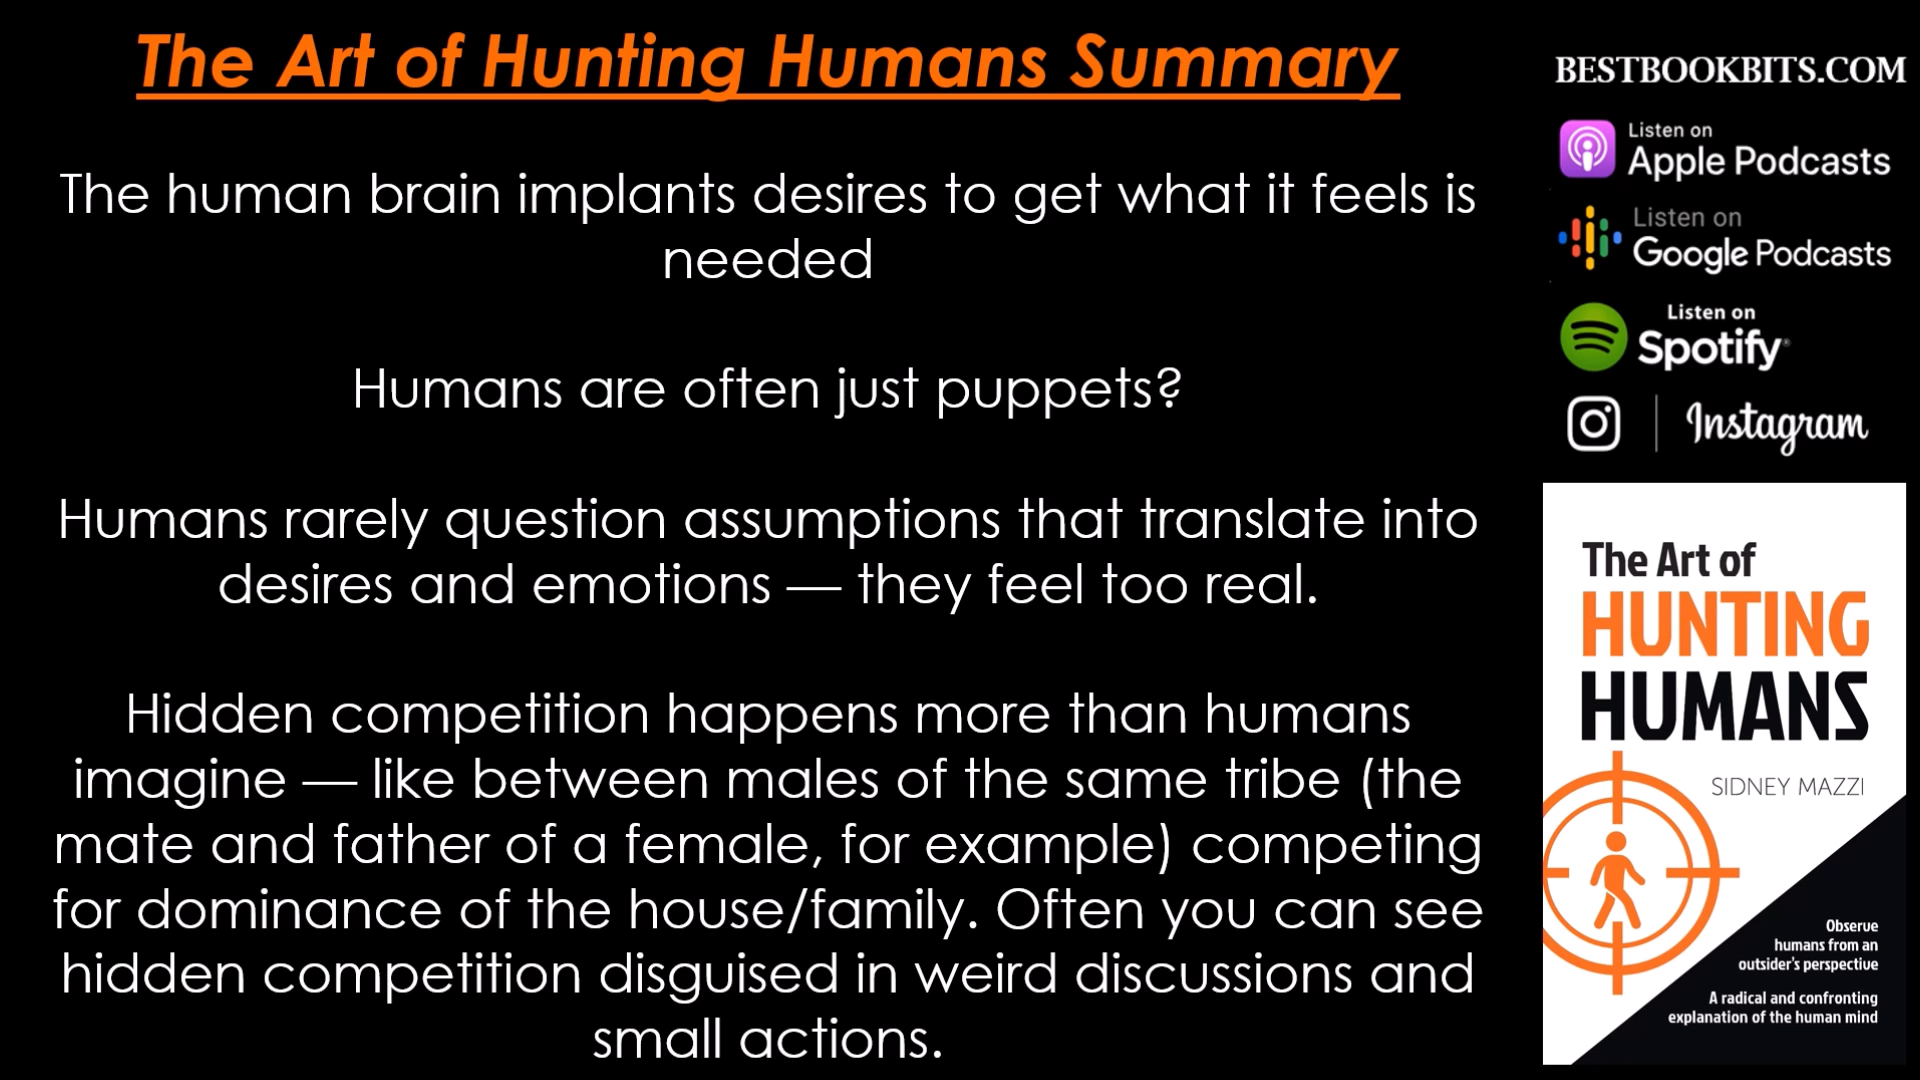 The Art of Hunting Humans Summary
The human brain implants desires to get what it feels is
needed
Humans are often just puppets?
Humans rarely question assumptions that translate into
desires and emotions — they feel too real.
Hidden competition happens more than humans
imagine — like between males of the same tribe (the
mate and father of a female, for example) competing
for dominance of the house/family. Often you can see
hidden competition disguised in weird discussions and
small actions.
BESTBOOKBITS.COM
Listen on
Apple Podcasts
Listen on
Google Podcasts
Listen on
Spotify
Instagram
The Art of
HUNTING
HUMANS
SIDNEY MAZZI
Observe
humans from an
outsider's perspective
A radical and confronting
explanation of the human mind